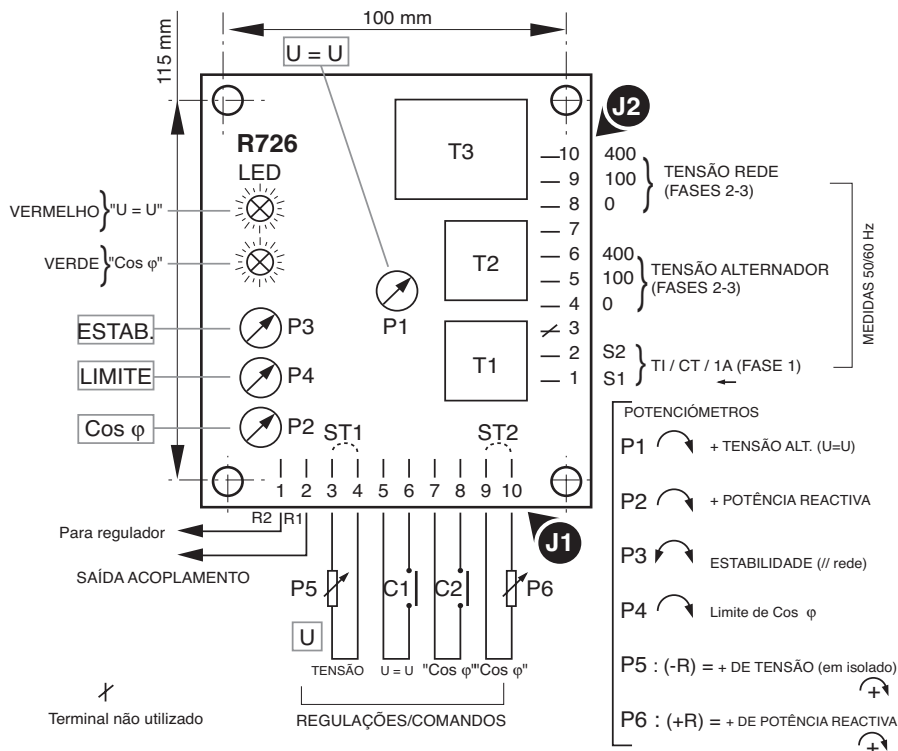 100 mm
115 mm
U = U
J2
R726
LED
T3
10 400
9 100
8 0
TENSÃO REDE
(FASES 2-3)
VERMELHO "U = U"
7
VERDE "Cos φ"
T2
6 400
5 100
4 0
TENSÃO ALTERNADOR
(FASES 2-3)
MEDIDAS 50/60 Hz
P1
ESTAB. P3
3
LIMITE P4
T1
2 S2
1 S1
TI / CT / 1A (FASE 1)
Cos φ P2
ST1 ST2
1 2 3 4 5 6 7 8 9 10
R2 R1
J1
Para regulador
SAÍDA ACOPLAMENTO
P5 C1 C2 P6
U
TENSÃO U = U "Cos φ" "Cos φ"
REGULAÇÕES/COMANDOS
Terminal não utilizado
POTENCIÓMETROS
P1 + TENSÃO ALT. (U=U)
P2 + POTÊNCIA REACTIVA
P3 ESTABILIDADE (// rede)
P4 Limite de Cos φ
P5 : (-R) = + DE TENSÃO (em isolado)
+
P6 : (+R) = + DE POTÊNCIA REACTIVA
+